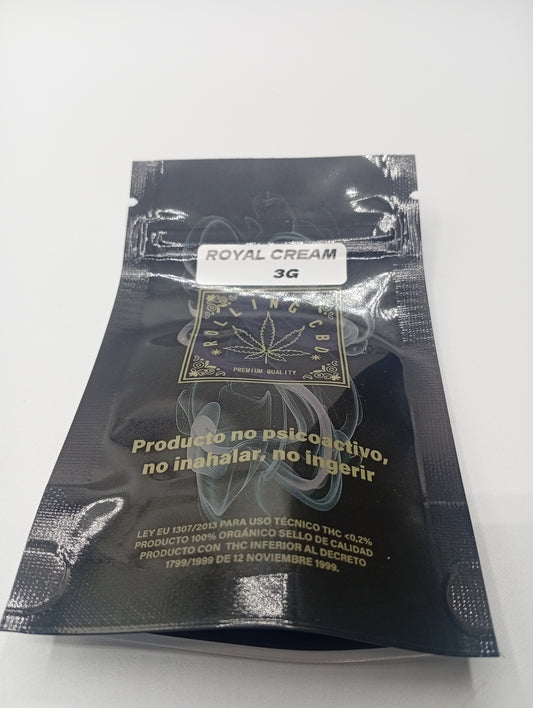 ROYAL CREAM
3G
ROLLING CBD
PREMIUM QUALITY
Producto no psicoactivo,
no inahalar, no ingerir
LEY EU 1307/2013 PARA USO TÉCNICO THC <0,2%
PRODUCTO 100% ORGÁNICO SELLO DE CALIDAD
PRODUCTO CON THC INFERIOR AL DECRETO
1799/1999 DE 12 NOVIEMBRE 1999.